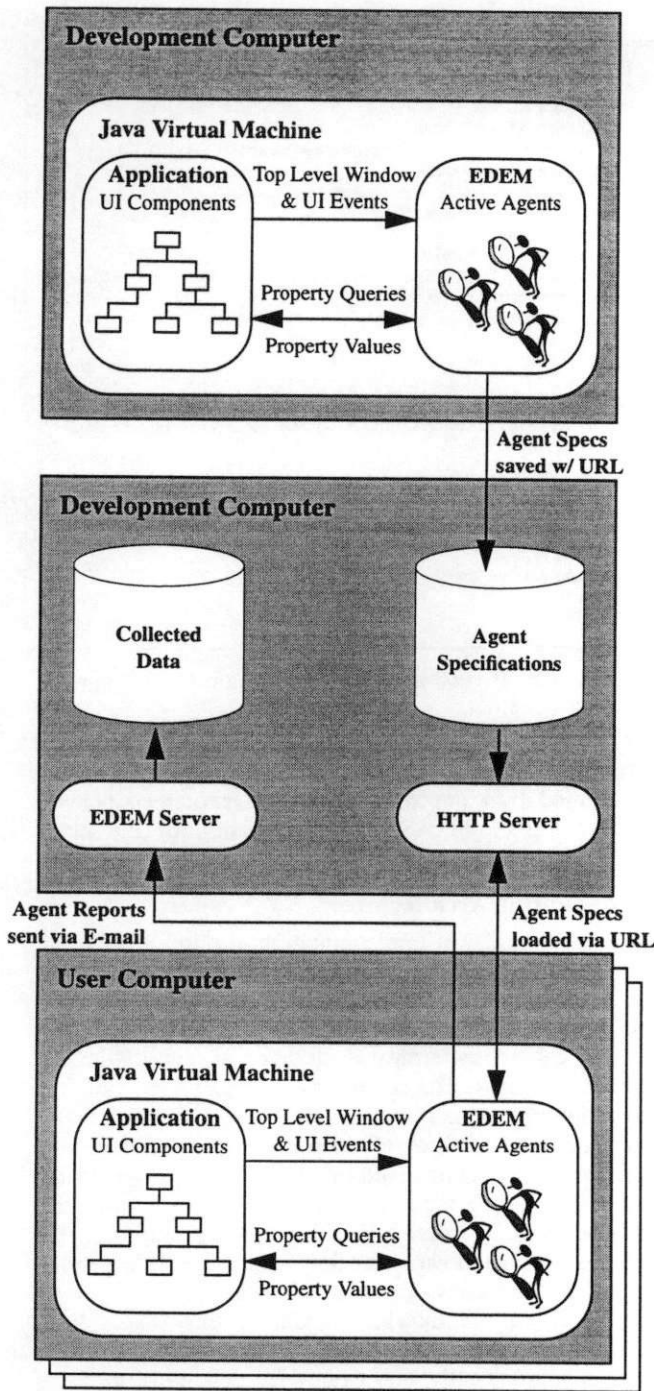 Development Computer
Java Virtual Machine
Application
UI Components
Top Level Window
& UI Events
EDEM
Active Agents
Property Queries
Property Values
Agent Specs
saved w/ URL
Development Computer
Collected
Data
Agent
Specifications
EDEM Server
HTTP Server
Agent Reports
sent via E-mail
Agent Specs
loaded via URL
User Computer
Java Virtual Machine
Application
UI Components
Top Level Window
& UI Events
EDEM
Active Agents
Property Queries
Property Values